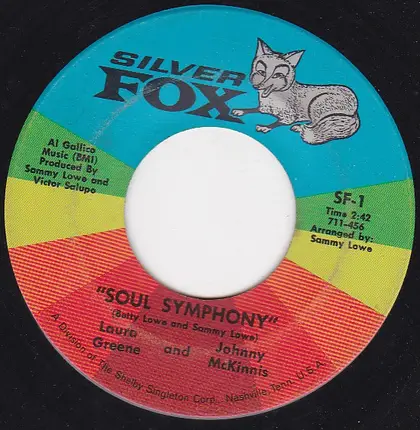 SILVER
FOX
Al Gallico
Music (BMI)
Produced By
Sammy Lowe and
Victor Salupo
SF-1
Time 2:42
711-456
Arranged by:
Sammy Lowe
"SOUL SYMPHONY"
(Betty Lowe and Sammy Lowe)
Laura Johnny
Greene and McKinnis
A Division of The Shelby Singleton Corp., Nashville, Tenn. U.S.A.